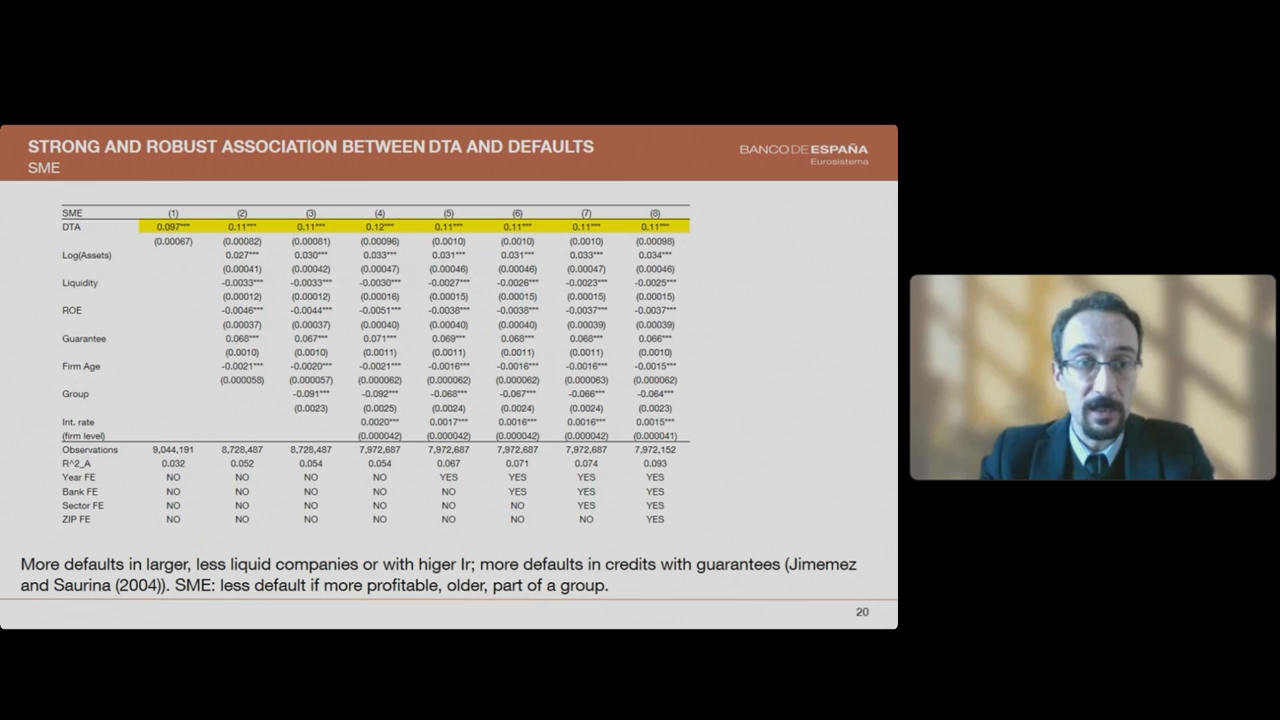 STRONG AND ROBUST ASSOCIATION BETWEEN DTA AND DEFAULTS
SME
BANCO DE ESPAÑA
Eurosistema
SME (1) (2) (3) (4) (5) (6) (7) (8)
DTA 0.097*** 0.11*** 0.11*** 0.12*** 0.11*** 0.11*** 0.11*** 0.11***
(0.00067) (0.00082) (0.00081) (0.00096) (0.0010) (0.0010) (0.0010) (0.00098)
Log(Assets) 0.027*** 0.030*** 0.033*** 0.031*** 0.031*** 0.033*** 0.034***
(0.00041) (0.00042) (0.00047) (0.00046) (0.00046) (0.00047) (0.00046)
Liquidity -0.0033*** -0.0033*** -0.0030*** -0.0027*** -0.0026*** -0.0023*** -0.0025***
(0.00012) (0.00012) (0.00016) (0.00015) (0.00015) (0.00015) (0.00015)
ROE -0.0046*** -0.0044*** -0.0051*** -0.0038*** -0.0038*** -0.0037*** -0.0037***
(0.00037) (0.00037) (0.00040) (0.00040) (0.00040) (0.00039) (0.00039)
Guarantee 0.068*** 0.067*** 0.071*** 0.069*** 0.068*** 0.068*** 0.066***
(0.0010) (0.0010) (0.0011) (0.0011) (0.0011) (0.0011) (0.0010)
Firm Age -0.0021*** -0.0020*** -0.0021*** -0.0016*** -0.0016*** -0.0016*** -0.0015***
(0.000058) (0.000057) (0.000062) (0.000062) (0.000062) (0.000063) (0.000062)
Group -0.091*** -0.092*** -0.068*** -0.067*** -0.066*** -0.064***
(0.0023) (0.0025) (0.0024) (0.0024) (0.0024) (0.0023)
Int. rate 0.0020*** 0.0017*** 0.0016*** 0.0016*** 0.0015***
(firm level) (0.000042) (0.000042) (0.000042) (0.000042) (0.000041)
Observations 9,044,191 8,728,487 8,728,487 7,972,687 7,972,687 7,972,687 7,972,687 7,972,152
R^2_A 0.032 0.052 0.054 0.054 0.067 0.071 0.074 0.093
Year FE NO NO NO NO YES YES YES YES
Bank FE NO NO NO NO NO YES YES YES
Sector FE NO NO NO NO NO NO YES YES
ZIP FE NO NO NO NO NO NO NO YES
More defaults in larger, less liquid companies or with higer Ir; more defaults in credits with guarantees (Jimemez
and Saurina (2004)). SME: less default if more profitable, older, part of a group.
20